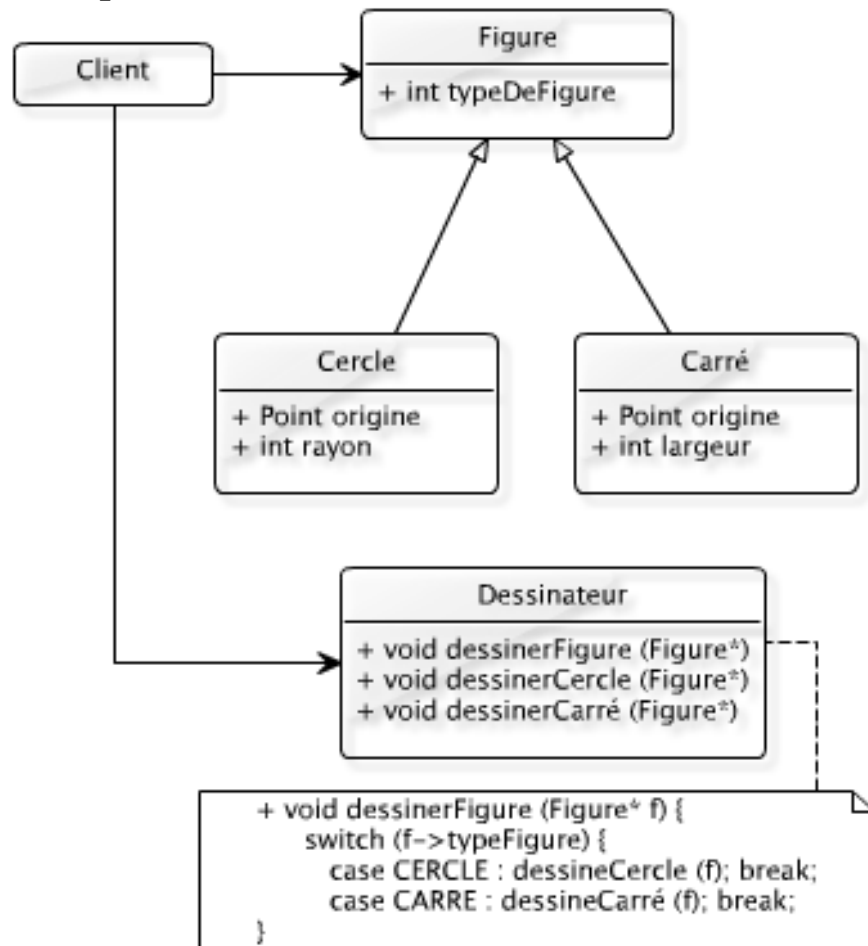 Client
Figure
+ int typeDeFigure
Cercle
+ Point origine
+ int rayon
Carré
+ Point origine
+ int largeur
Dessinateur
+ void dessinerFigure (Figure*)
+ void dessinerCercle (Figure*)
+ void dessinerCarré (Figure*)
+ void dessinerFigure (Figure* f) {
switch (f->typeFigure) {
case CERCLE : dessineCercle (f); break;
case CARRE : dessineCarré (f); break;
}